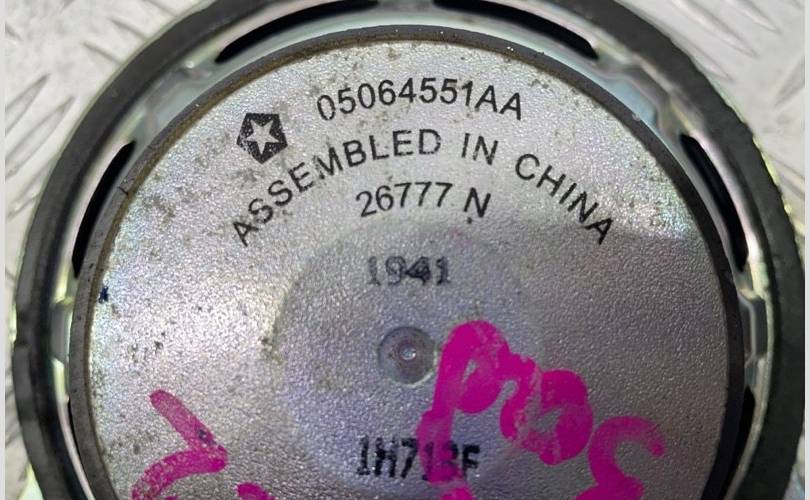 05064551AA
ASSEMBLED IN CHINA
26777 N
1941